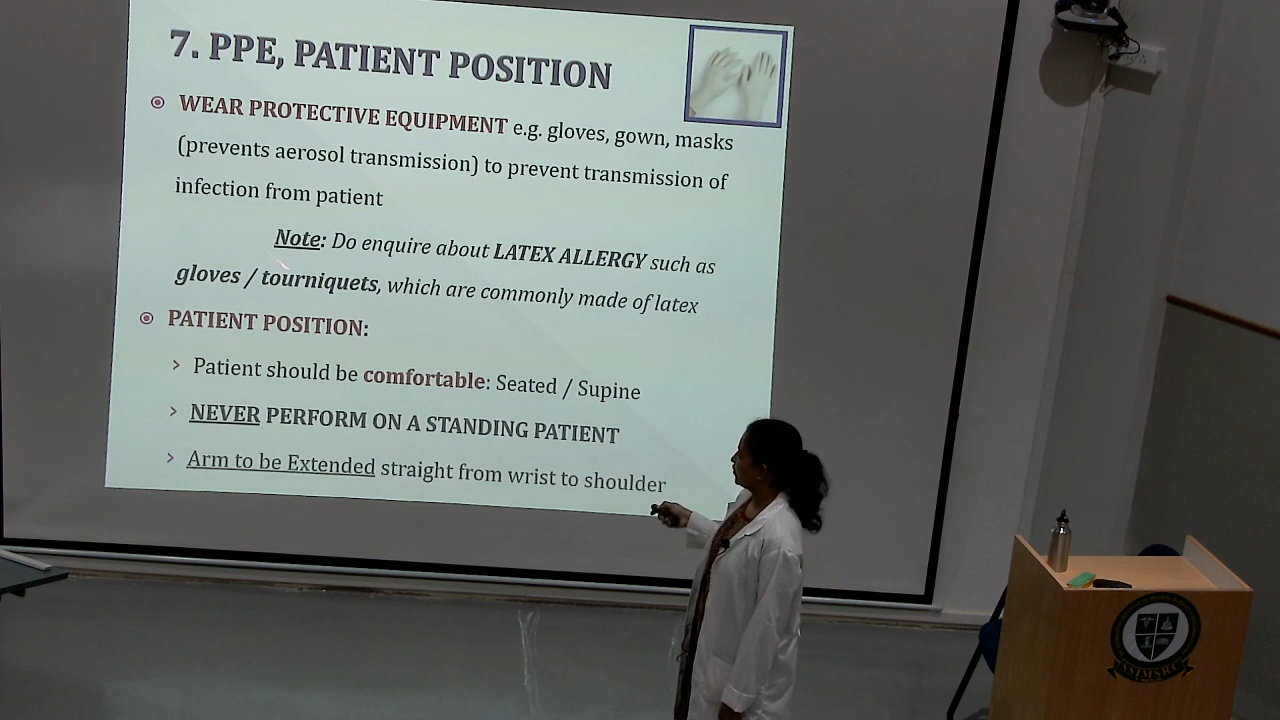 7. PPE, PATIENT POSITION
WEAR PROTECTIVE EQUIPMENT e.g. gloves, gown, masks
(prevents aerosol transmission) to prevent transmission of
infection from patient
Note: Do enquire about LATEX ALLERGY such as
gloves / tourniquets, which are commonly made of latex
PATIENT POSITION:
Patient should be comfortable: Seated / Supine
NEVER PERFORM ON A STANDING PATIENT
Arm to be Extended straight from wrist to shoulder